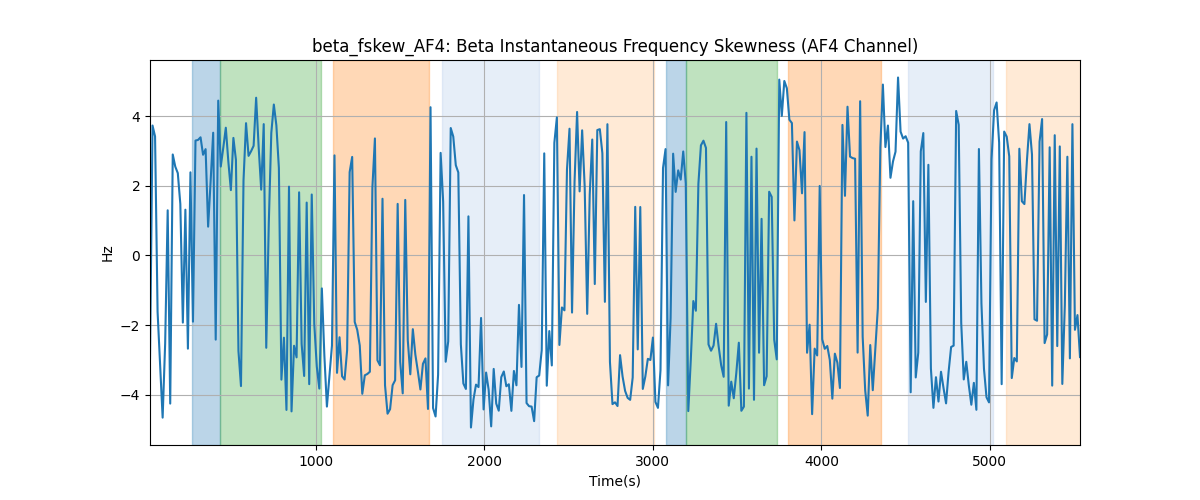 beta_fskew_AF4: Beta Instantaneous Frequency Skewness (AF4 Channel)
Hz
4
2
0
−2
−4
1000 2000 3000 4000 5000
Time(s)